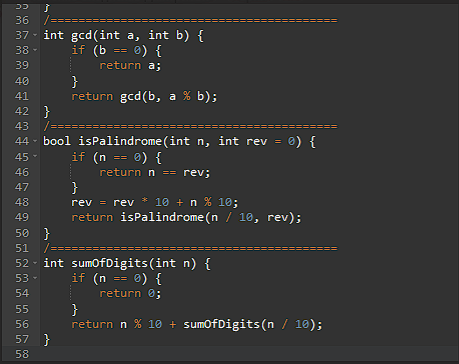 35 }
36 /=========================================
37 int gcd(int a, int b) {
38     if (b == 0) {
39         return a;
40     }
41     return gcd(b, a % b);
42 }
43 /=========================================
44 bool isPalindrome(int n, int rev = 0) {
45     if (n == 0) {
46         return n == rev;
47     }
48     rev = rev * 10 + n % 10;
49     return isPalindrome(n / 10, rev);
50 }
51 /=========================================
52 int sumOfDigits(int n) {
53     if (n == 0) {
54         return 0;
55     }
56     return n % 10 + sumOfDigits(n / 10);
57 }
58